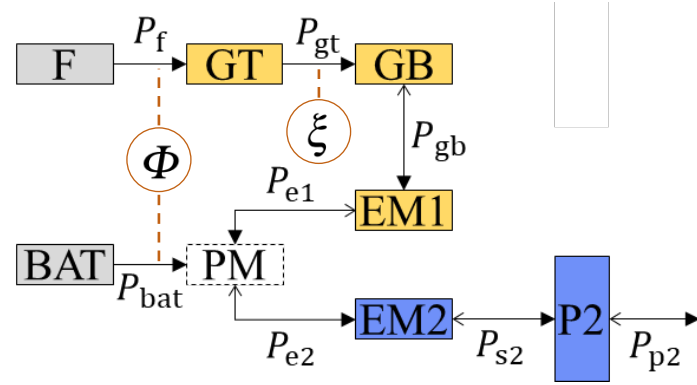 P_f
P_gt
F
GT
GB
Φ
ξ
P_gb
P_e1
EM1
BAT
PM
P_bat
EM2
P2
P_e2
P_s2
P_p2